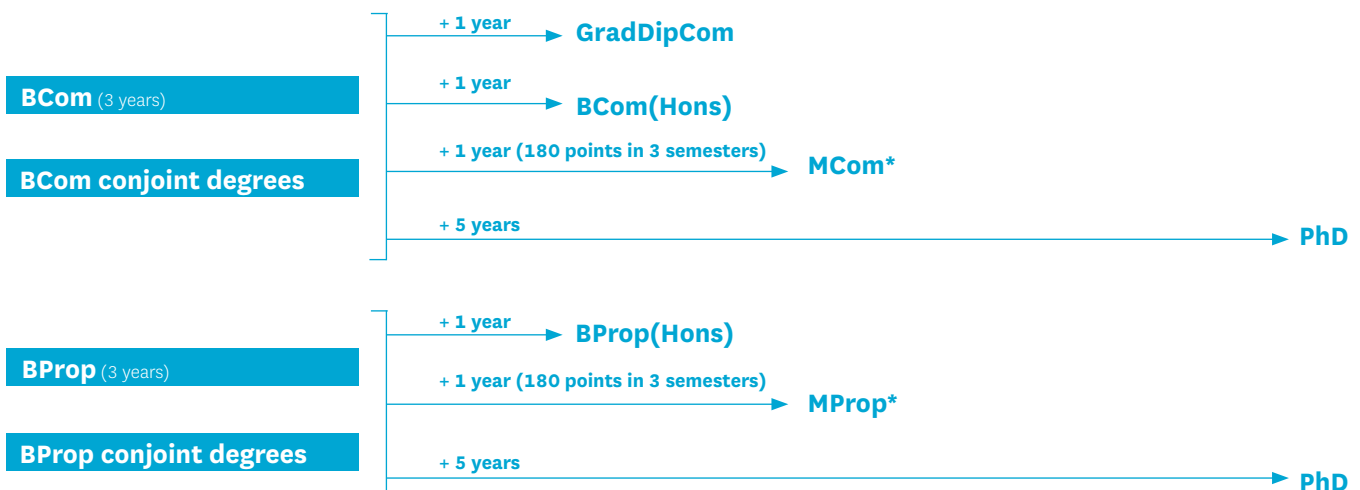 + 1 year
GradDipCom
BCom (3 years)
+ 1 year
BCom(Hons)
BCom conjoint degrees
+ 1 year (180 points in 3 semesters)
MCom*
+ 5 years
PhD
+ 1 year
BProp(Hons)
BProp (3 years)
+ 1 year (180 points in 3 semesters)
MProp*
BProp conjoint degrees
+ 5 years
PhD